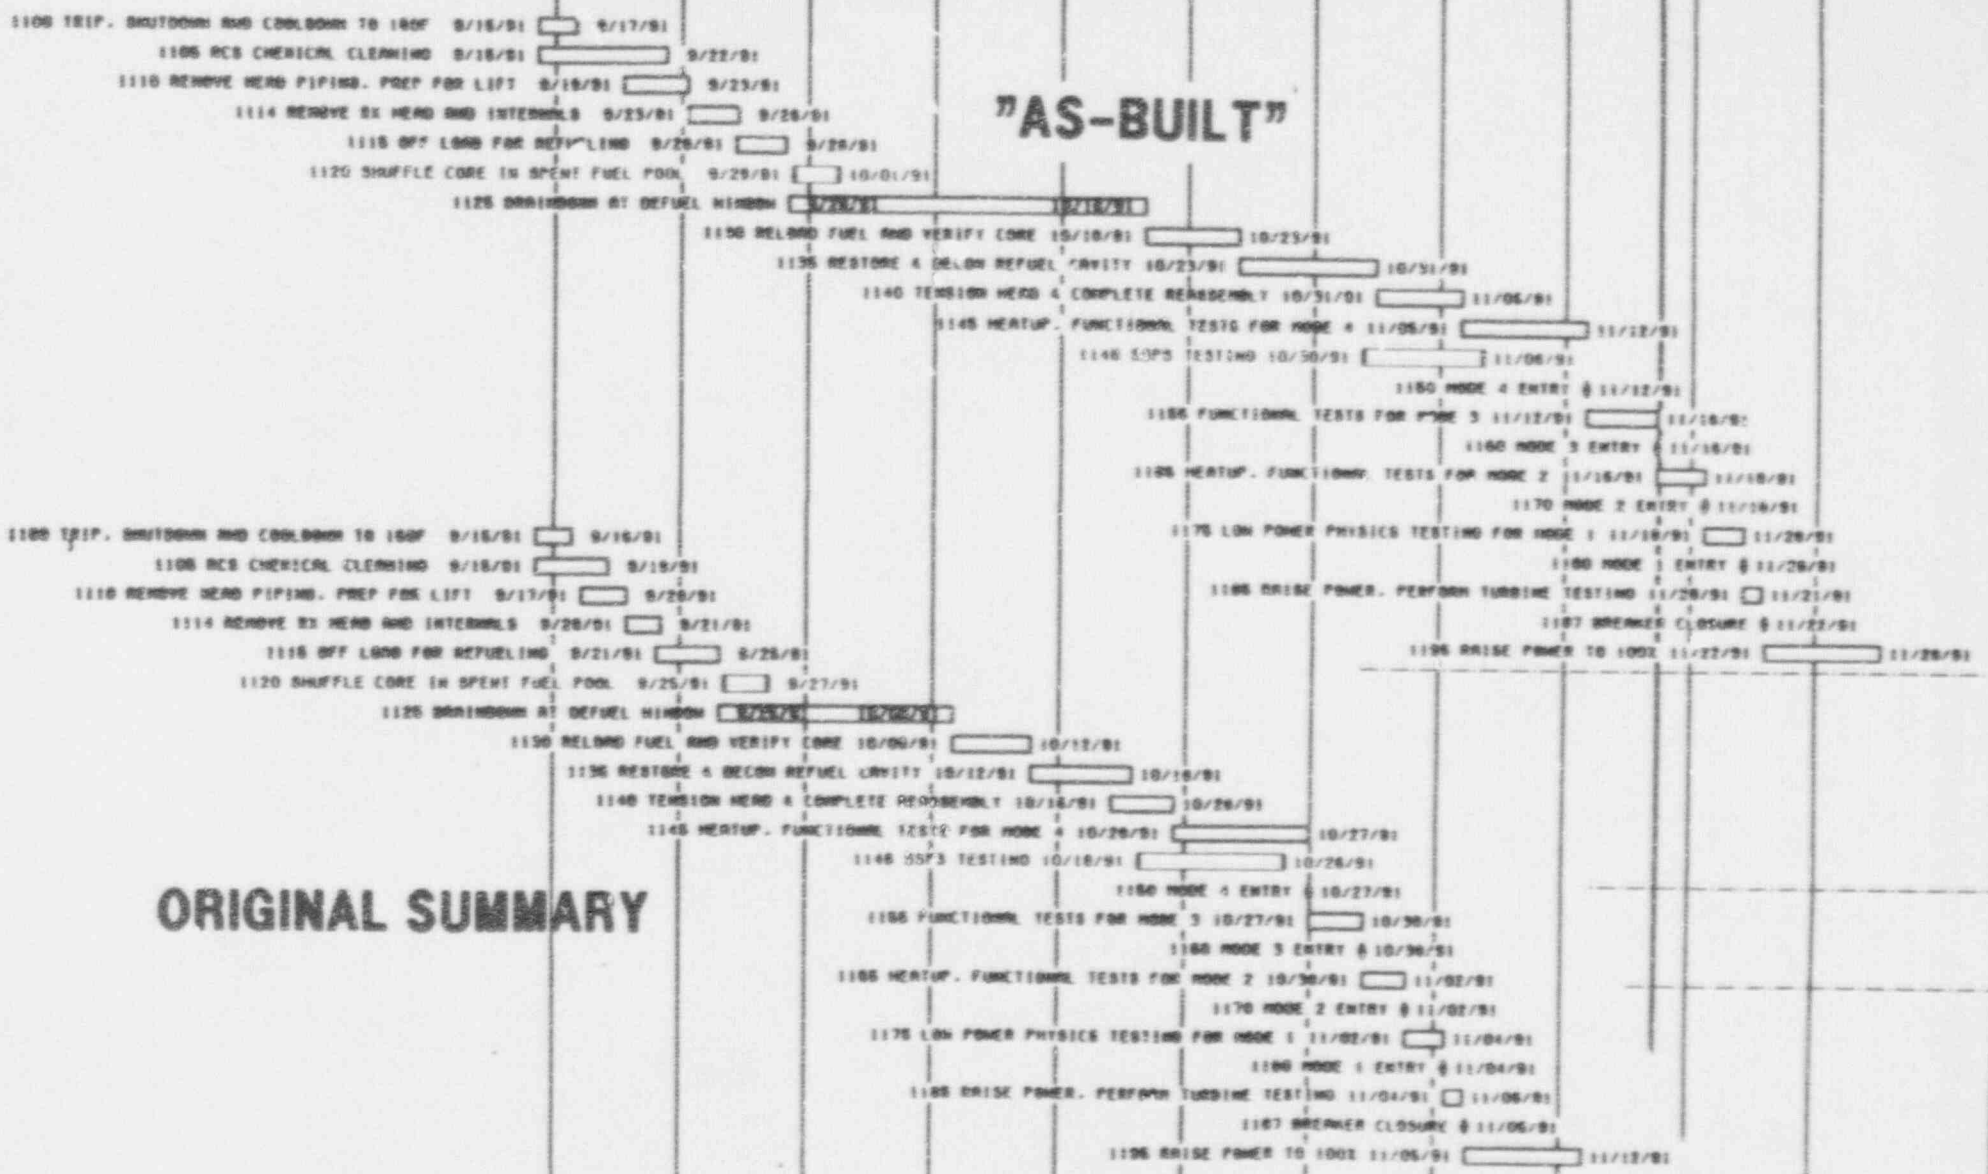 1100 TRIP. SHUTDOWN AND COOLDOWN TO 180F 9/15/91 9/17/91
1105 RCS CHEMICAL CLEANING 9/16/91 9/22/91
1110 REMOVE HEAD PIPING. PREP FOR LIFT 9/19/91 9/23/91
"AS-BUILT"
1114 REMOVE RX HEAD AND INTERNALS 9/23/91 9/26/91
1115 OFF LOAD FOR REFUELING 9/26/91 9/28/91
1120 SHUFFLE CORE IN SPENT FUEL POOL 9/29/91 10/01/91
1125 DRAINDOWN AT DEFUEL WINDOW
1130 RELOAD FUEL AND VERIFY CORE 10/18/91 10/23/91
1135 RESTORE & DECON REFUEL CAVITY 10/23/91 10/31/91
1140 TENSION HEAD & COMPLETE REASSEMBLY 10/31/91 11/05/91
1145 HEATUP. FUNCTIONAL TESTS FOR MODE 4 11/05/91 11/12/91
1146 TESTING 10/30/91 11/06/91
1150 MODE 4 ENTRY 11/12/91
1155 FUNCTIONAL TESTS FOR MODE 3 11/12/91 11/16/91
1160 MODE 3 ENTRY 11/16/91
HEATUP. FUNCTIONAL TESTS FOR MODE 2 11/16/91 11/18/91
1170 MODE 2 ENTRY 11/18/91
1100 TRIP. SHUTDOWN AND COOLDOWN TO 9/15/91 9/16/91
1175 LOW POWER PHYSICS TESTING FOR MODE 1 11/18/91 11/20/91
1105 RCS CHEMICAL CLEANING 9/15/91 9/19/91
1180 MODE 1 ENTRY 11/20/91
1110 REMOVE HEAD PIPING. PREP FOR LIFT 9/17/91 9/20/91
1185 RAISE POWER. PERFORM TURBINE TESTING 11/20/91 11/21/91
1114 REMOVE RX HEAD AND INTERNALS 9/20/91 9/21/91
1187 BREAKER CLOSURE 11/22/91
1115 OFF LOAD FOR REFUELING 9/21/91 9/25/91
1195 RAISE POWER TO 100% 11/22/91 11/28/91
1120 SHUFFLE CORE IN SPENT FUEL POOL 9/25/91 9/27/91
1125 DRAINDOWN AT DEFUEL WINDOW
1130 RELOAD FUEL AND VERIFY CORE 10/12/91
1135 RESTORE & DECON REFUEL CAVITY 10/12/91 10/18/91
1140 TENSION HEAD & COMPLETE REASSEMBLY 10/16/91 10/20/91
1145 HEATUP. FUNCTIONAL TESTS FOR MODE 4 10/20/91 10/27/91
1146 TESTING 10/18/91 10/26/91
1150 MODE 4 ENTRY 10/27/91
ORIGINAL SUMMARY
1155 FUNCTIONAL TESTS FOR MODE 3 10/27/91 10/30/91
1160 MODE 3 ENTRY 10/30/91
1165 HEATUP. FUNCTIONAL TESTS FOR MODE 2 10/30/91 11/02/91
1170 MODE 2 ENTRY 11/02/91
1175 LOW POWER PHYSICS TESTING FOR MODE 1 11/02/91 11/04/91
1180 MODE 1 ENTRY 11/04/91
1185 RAISE POWER. PERFORM TURBINE TESTING 11/04/91 11/05/91
1187 BREAKER CLOSURE 11/05/91
1195 RAISE POWER TO 100% 11/05/91 11/12/91